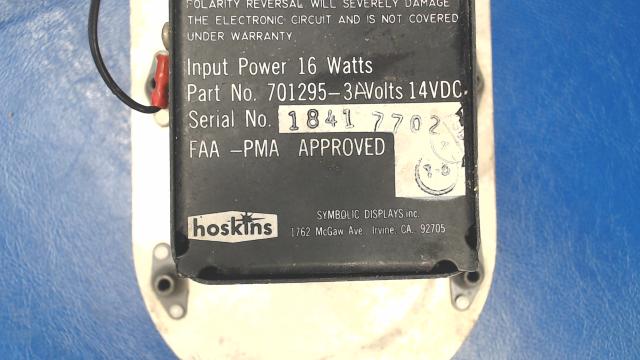 POLARITY REVERSAL WILL SEVERELY DAMAGE
THE ELECTRONIC CIRCUIT AND IS NOT COVERED
UNDER WARRANTY.
Input Power 16 Watts
Part No. 701295-3A Volts 14VDC.
Serial No. 1841 7702
FAA -PMA APPROVED
hoskins
SYMBOLIC DISPLAYS inc.
1762 McGaw Ave. Irvine, CA. 92705